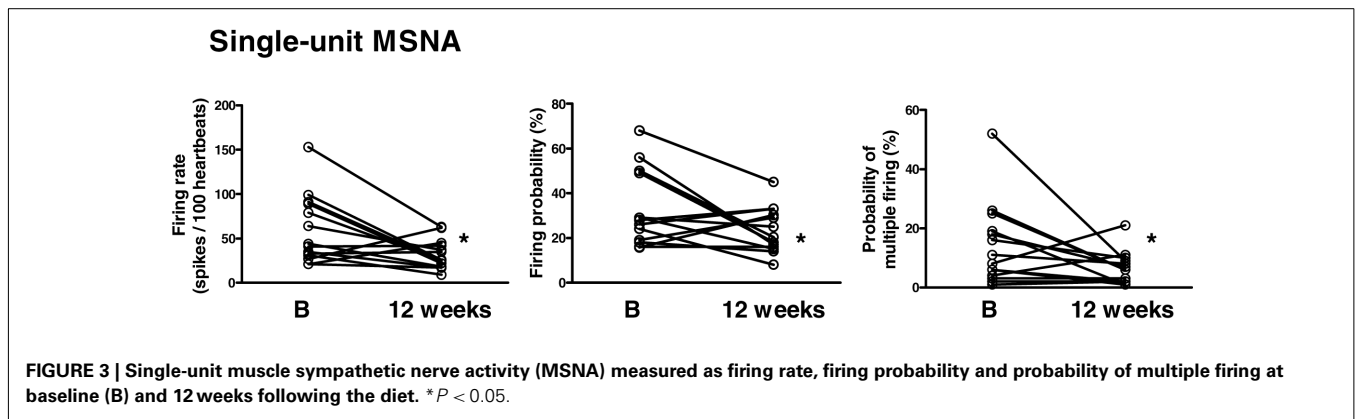 Single-unit MSNA
Firing rate
(spikes / 100 heartbeats)
200
150
100
50
0
B 12 weeks
*
Firing probability (%)
80
60
40
20
0
B 12 weeks
*
Probability of
multiple firing (%)
60
40
20
0
B 12 weeks
*
FIGURE 3 | Single-unit muscle sympathetic nerve activity (MSNA) measured as firing rate, firing probability and probability of multiple firing at
baseline (B) and 12 weeks following the diet. *P < 0.05.